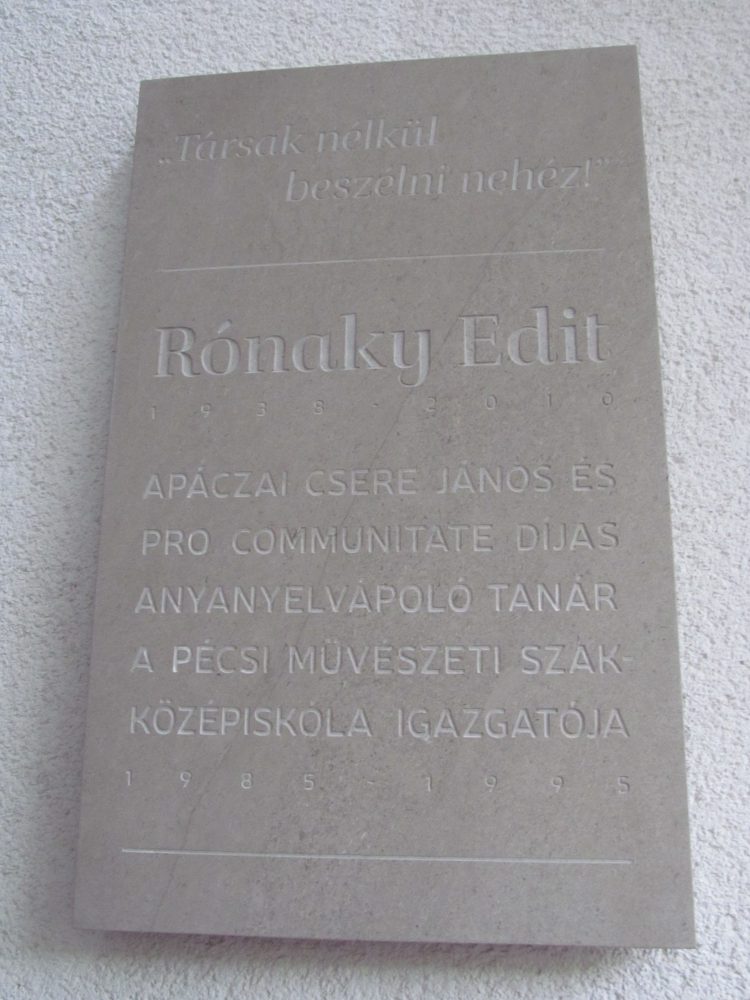 „Társak nélkül
beszélni nehéz!”
Rónaky Edit
1938-2010
APÁCZAI CSERE JÁNOS ÉS
PRO COMMUNITATE DIJAS
ANYANYELVÁPOLÓ TANÁR
A PÉCSI MŰVÉSZETI SZAK-
KÖZÉPISKOLA IGAZGATÓJA
1985-1995